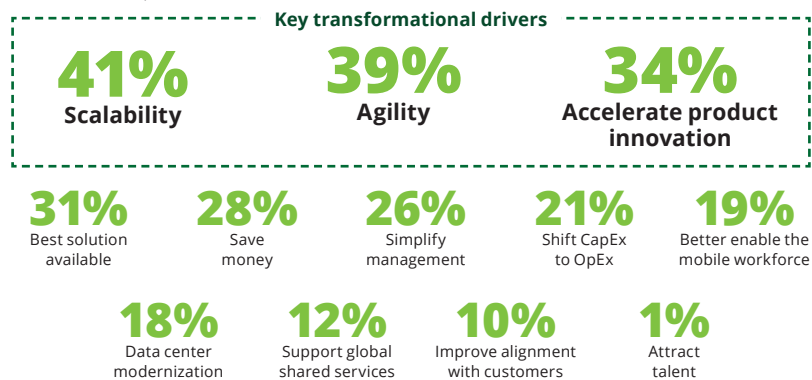 Key transformational drivers
41% 39% 34%
Scalability Agility Accelerate product
innovation
31% 28% 26% 21% 19%
Best solution Save Simplify Shift CapEx Better enable the
available money management to OpEx mobile workforce
18% 12% 10% 1%
Data center Support global Improve alignment Attract
modernization shared services with customers talent